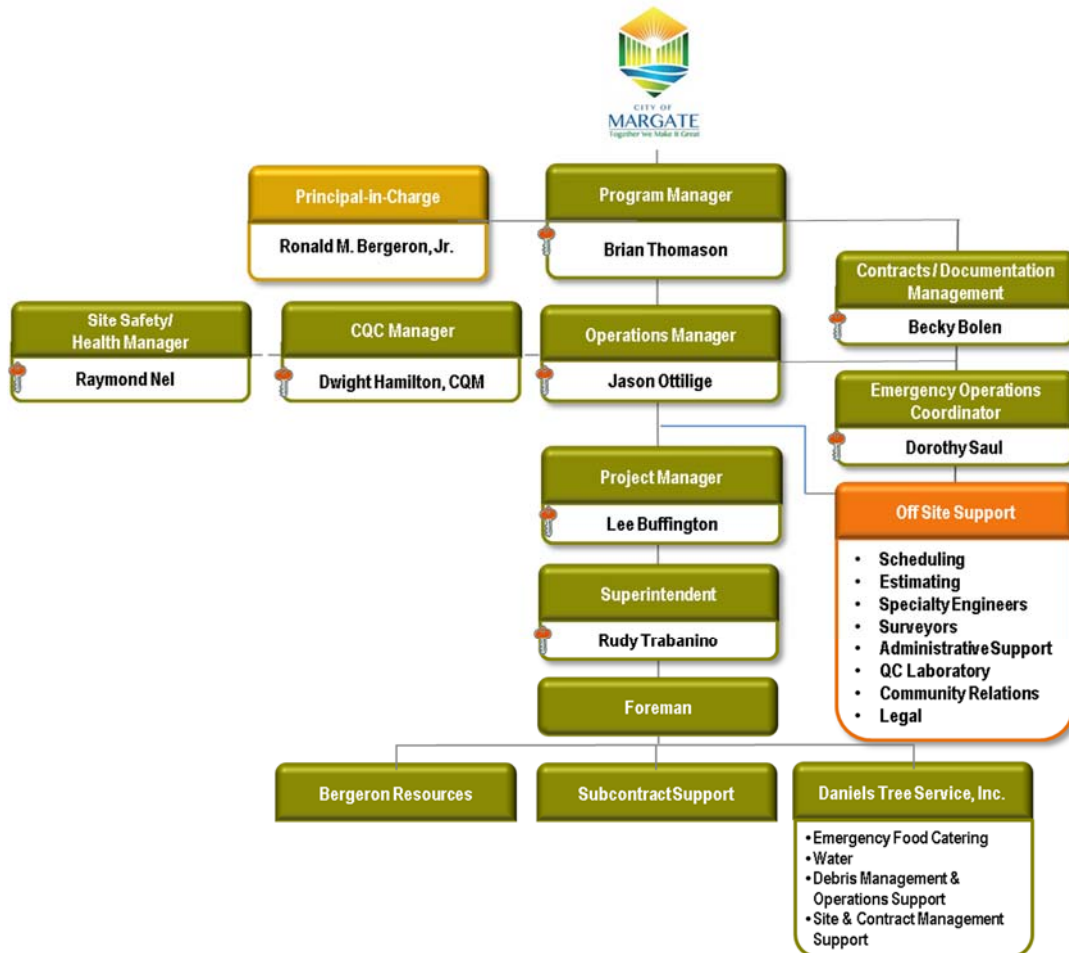 CITY OF
MARGATE
Together We Make It Great
Principal-in-Charge
Ronald M. Bergeron, Jr.
Program Manager
Brian Thomason
Contracts / Documentation
Management
Becky Bolen
Site Safety/
Health Manager
Raymond Nel
CQC Manager
Dwight Hamilton, CQM
Operations Manager
Jason Ottilige
Emergency Operations
Coordinator
Dorothy Saul
Project Manager
Lee Buffington
Off Site Support
• Scheduling
• Estimating
• Specialty Engineers
• Surveyors
• Administrative Support
• QC Laboratory
• Community Relations
• Legal
Superintendent
Rudy Trabanino
Foreman
Bergeron Resources
Subcontract Support
Daniels Tree Service, Inc.
• Emergency Food Catering
• Water
• Debris Management &
Operations Support
• Site & Contract Management
Support